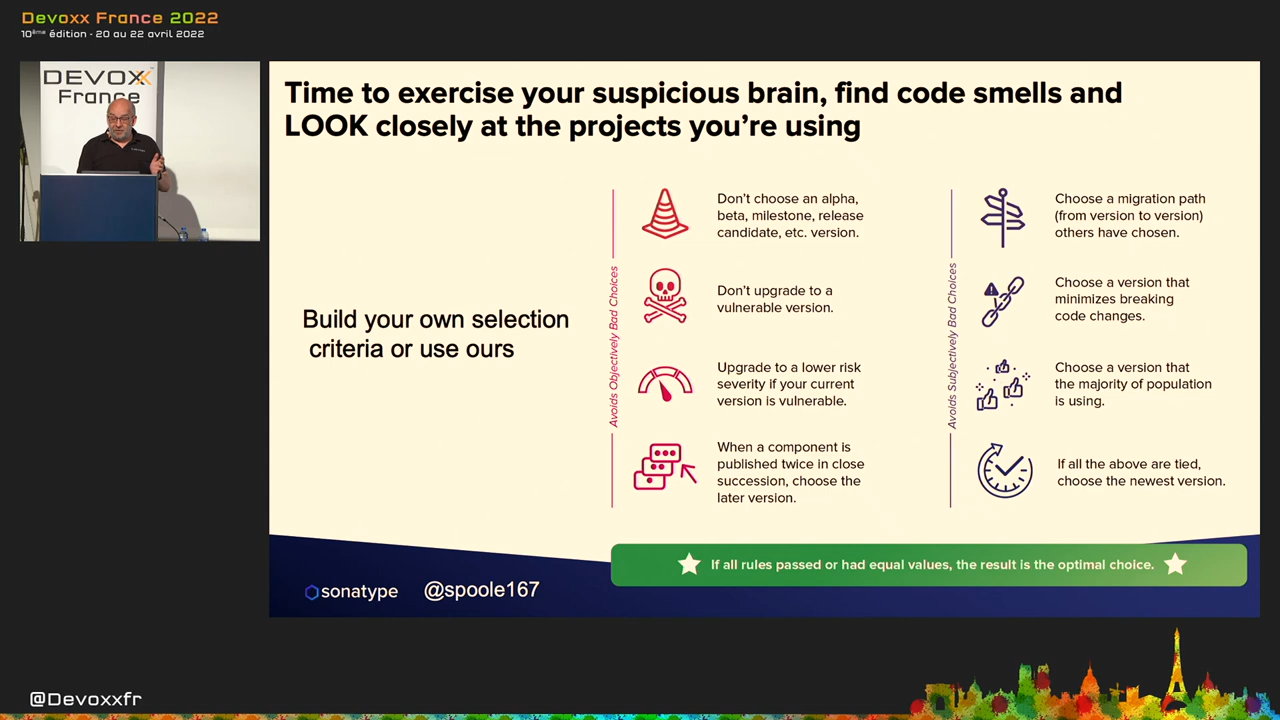 Devoxx France 2022
10ème édition - 20 au 22 avril 2022
DEVOXX
France
Time to exercise your suspicious brain, find code smells and
LOOK closely at the projects you’re using
Build your own selection
criteria or use ours
Avoids Objectively Bad Choices
Don’t choose an alpha,
beta, milestone, release
candidate, etc. version.
Don’t upgrade to a
vulnerable version.
Upgrade to a lower risk
severity if your current
version is vulnerable.
When a component is
published twice in close
succession, choose the
later version.
Avoids Subjectively Bad Choices
Choose a migration path
(from version to version)
others have chosen.
Choose a version that
minimizes breaking
code changes.
Choose a version that
the majority of population
is using.
If all the above are tied,
choose the newest version.
If all rules passed or had equal values, the result is the optimal choice.
sonatype
@spoole167
@Devoxxfr